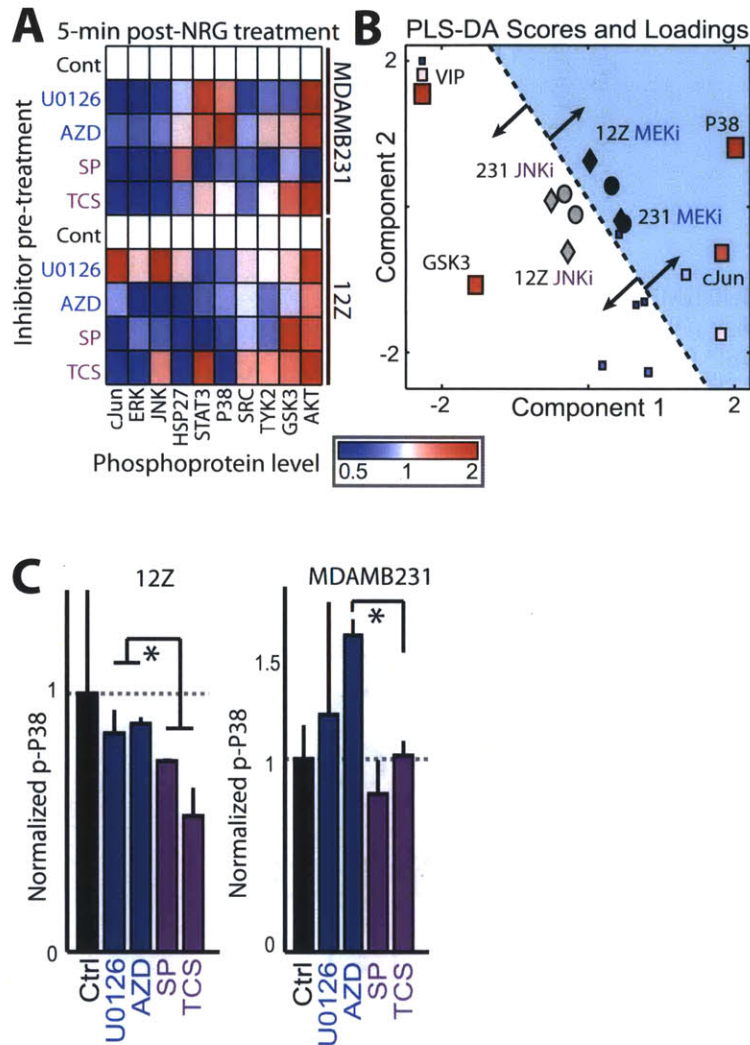 A 5-min post-NRG treatment
Inhibitor pre-treatment
Cont
U0126
AZD
SP
TCS
MDAMB231
Cont
U0126
AZD
SP
TCS
12Z
cJun ERK JNK HSP27 STAT3 P38 SRC TYK2 GSK3 AKT
Phosphoprotein level
0.5 1 2
B PLS-DA Scores and Loadings
Component 2
2
-2
VIP
P38
12Z MEKi
231 JNKi
231 MEKi
GSK3
12Z JNKi
cJun
-2 2
Component 1
C
12Z
Normalized p-P38
1
0
*
Ctrl U0126 AZD SP TCS
MDAMB231
Normalized p-P38
1.5
1
0
*
Ctrl U0126 AZD SP TCS